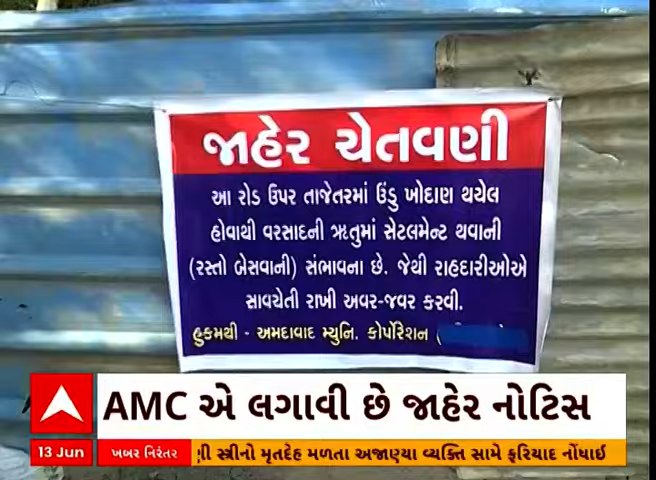 જાહેર ચેતવણી
આ રોડ ઉપર તાજેતરમાં ઉંડુ ખોદાણ થયેલ
હોવાથી વરસાદની ઋતુમાં સેટલમેન્ટ થવાની
(રસ્તો બેસવાની) સંભાવના છે. જેથી રાહદારીઓએ
સાવચેતી રાખી અવર-જવર કરવી.
હુકમથી - અમદાવાદ મ્યુનિ. કોર્પોરેશન (
AMC એ લગાવી છે જાહેર નોટિસ
13 Jun
ખબર નિરંતર
સ્ત્રીનો મૃતદેહ મળતા અજાણ્યા વ્યક્તિ સામે ફરિયાદ નોંધાઈ